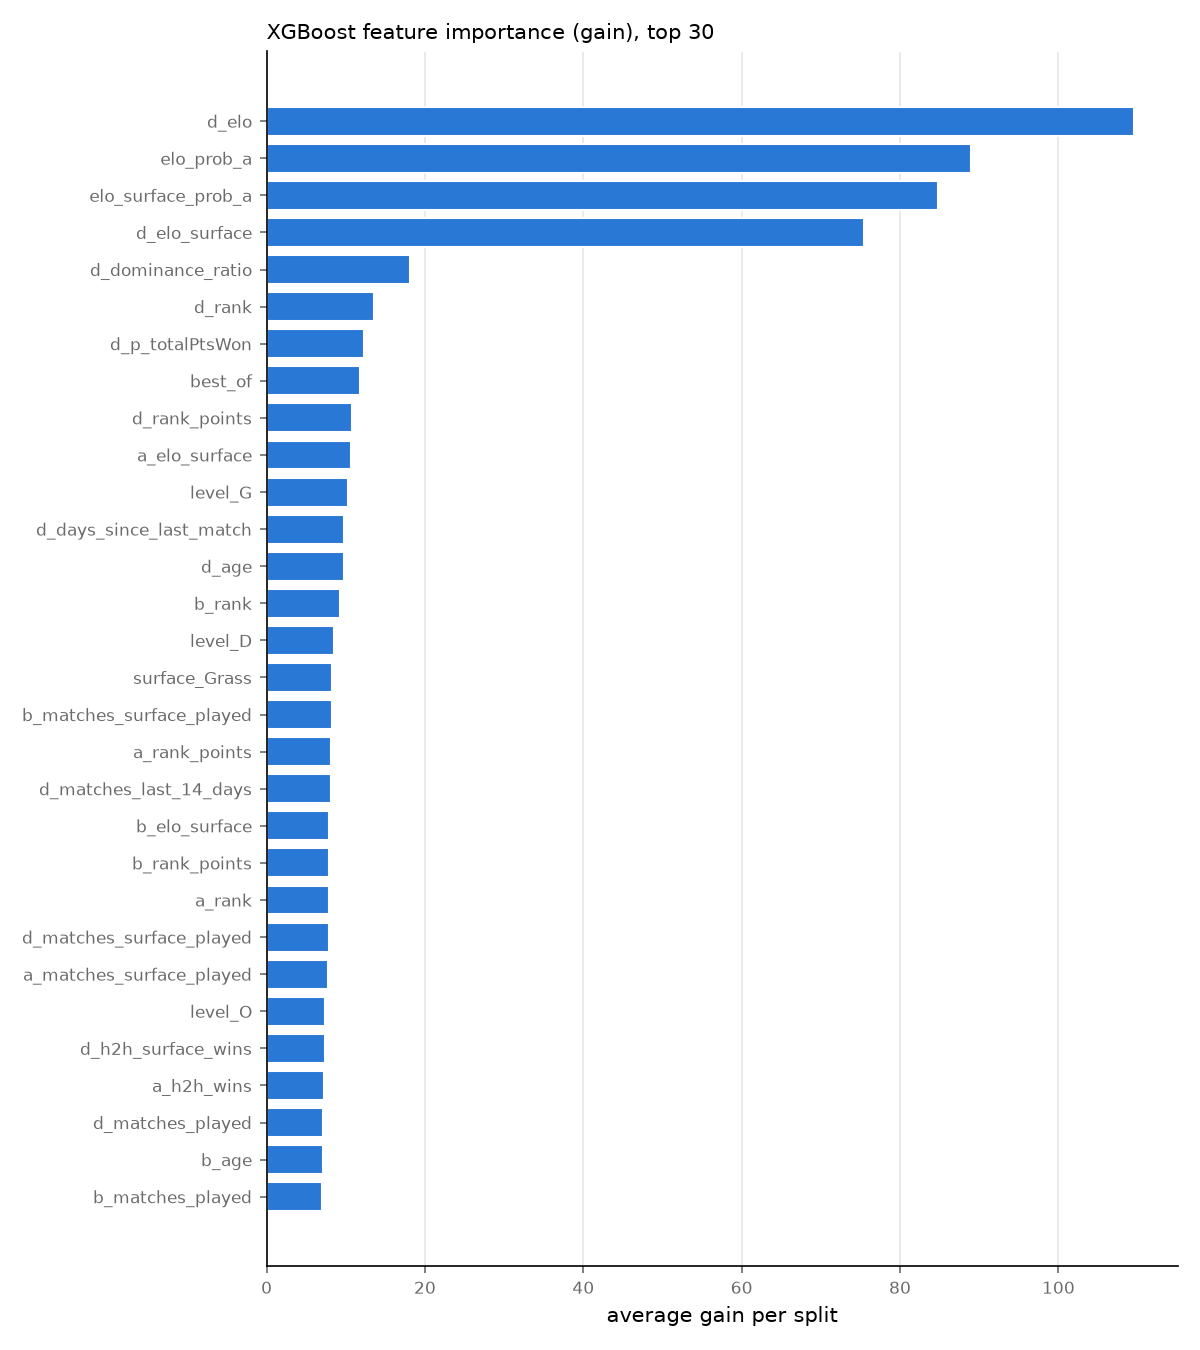 XGBoost feature importance (gain), top 30
d_elo
elo_prob_a
elo_surface_prob_a
d_elo_surface
d_dominance_ratio
d_rank
d_p_totalPtsWon
best_of
d_rank_points
a_elo_surface
level_G
d_days_since_last_match
d_age
b_rank
level_D
surface_Grass
b_matches_surface_played
a_rank_points
d_matches_last_14_days
b_elo_surface
b_rank_points
a_rank
d_matches_surface_played
a_matches_surface_played
level_O
d_h2h_surface_wins
a_h2h_wins
d_matches_played
b_age
b_matches_played
0 20 40 60 80 100
average gain per split